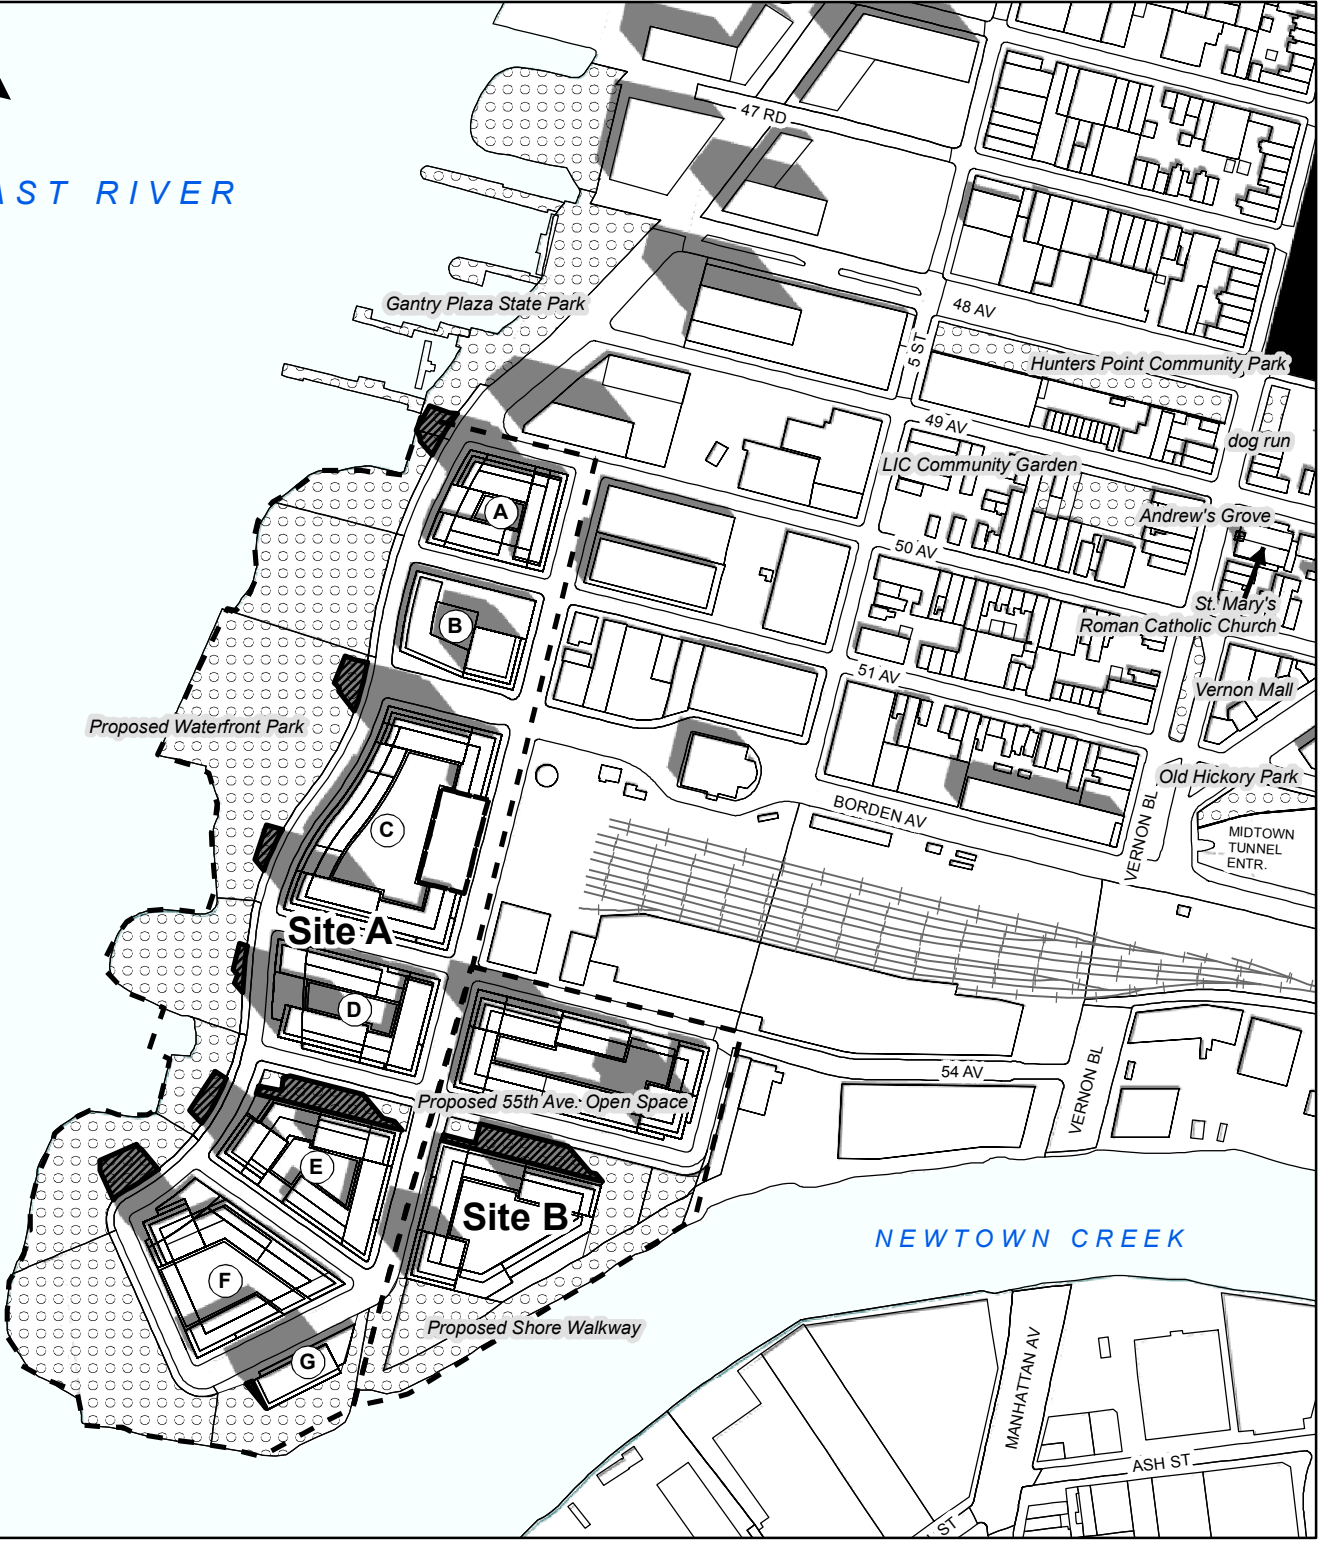 47 RD
AST RIVER
Gantry Plaza State Park
48 AV
5 ST
Hunters Point Community Park
49 AV
dog run
LIC Community Garden
A
Andrew's Grove
50 AV
St. Mary's
Roman Catholic Church
B
51 AV
Vernon Mall
Proposed Waterfront Park
Old Hickory Park
BORDEN AV
C
VERNON BL
MIDTOWN
TUNNEL
ENTR.
Site A
D
54 AV
VERNON BL
Proposed 55th Ave. Open Space
E
Site B
NEWTOWN CREEK
F
Proposed Shore Walkway
G
MANHATTAN AV
ASH ST
ST